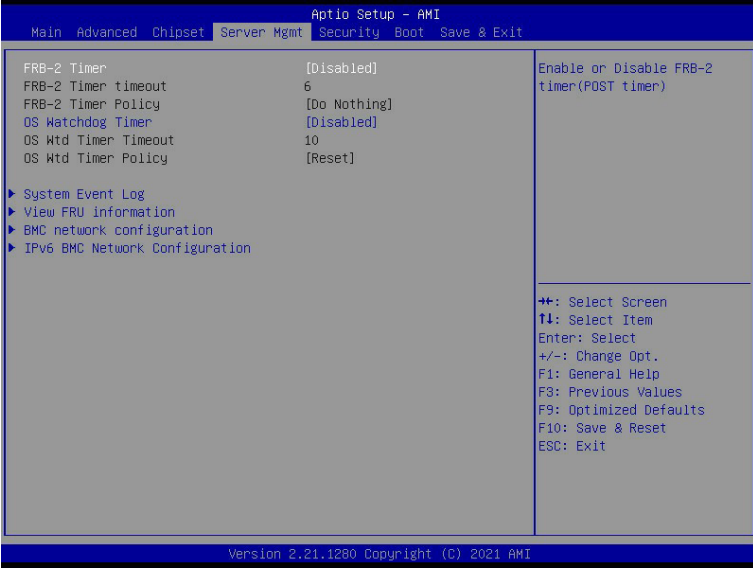 Aptio Setup – AMI
Main Advanced Chipset Server Mgmt Security Boot Save & Exit
FRB-2 Timer [Disabled]
FRB-2 Timer timeout 6
FRB-2 Timer Policy [Do Nothing]
OS Watchdog Timer [Disabled]
OS Wtd Timer Timeout 10
OS Wtd Timer Policy [Reset]
System Event Log
View FRU information
BMC network configuration
IPv6 BMC Network Configuration
Enable or Disable FRB-2
timer(POST timer)
→←: Select Screen
↑↓: Select Item
Enter: Select
+/-: Change Opt.
F1: General Help
F3: Previous Values
F9: Optimized Defaults
F10: Save & Reset
ESC: Exit
Version 2.21.1280 Copyright (C) 2021 AMI